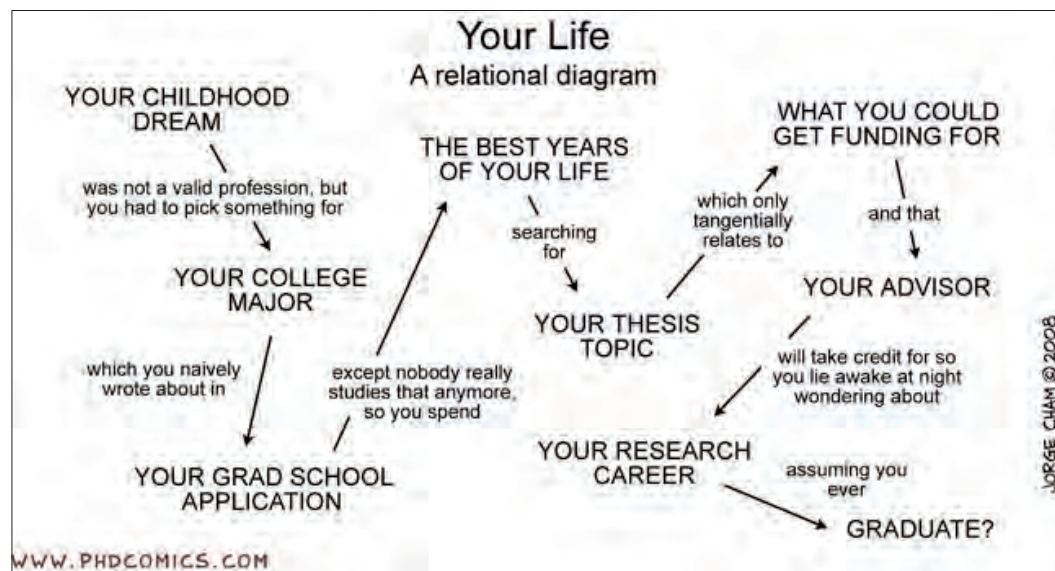 Your Life
A relational diagram
YOUR CHILDHOOD
DREAM
was not a valid profession, but
you had to pick something for
YOUR COLLEGE
MAJOR
which you naively
wrote about in
YOUR GRAD SCHOOL
APPLICATION
except nobody really
studies that anymore,
so you spend
THE BEST YEARS
OF YOUR LIFE
searching
for
YOUR THESIS
TOPIC
which only
tangentially
relates to
WHAT YOU COULD
GET FUNDING FOR
and that
YOUR ADVISOR
will take credit for so
you lie awake at night
wondering about
YOUR RESEARCH
CAREER
assuming you
ever
GRADUATE?
JORGE CHAM ©2008
WWW.PHDCOMICS.COM